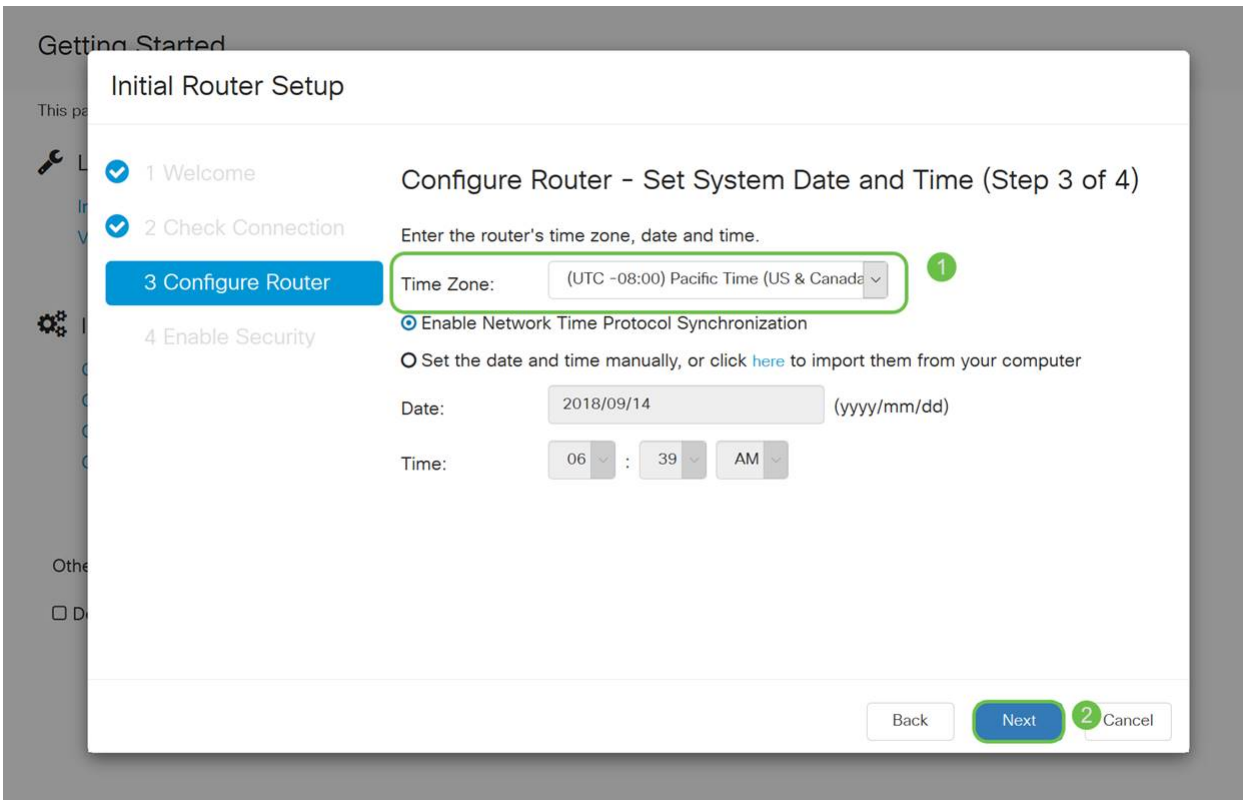 Getting Started
Initial Router Setup
This pa
1 Welcome
2 Check Connection
3 Configure Router
4 Enable Security
Configure Router - Set System Date and Time (Step 3 of 4)
Enter the router's time zone, date and time.
Time Zone: (UTC -08:00) Pacific Time (US & Canada 1
Enable Network Time Protocol Synchronization
Set the date and time manually, or click here to import them from your computer
Date: 2018/09/14 (yyyy/mm/dd)
Time: 06 : 39 AM
Othe
Back Next 2 Cancel